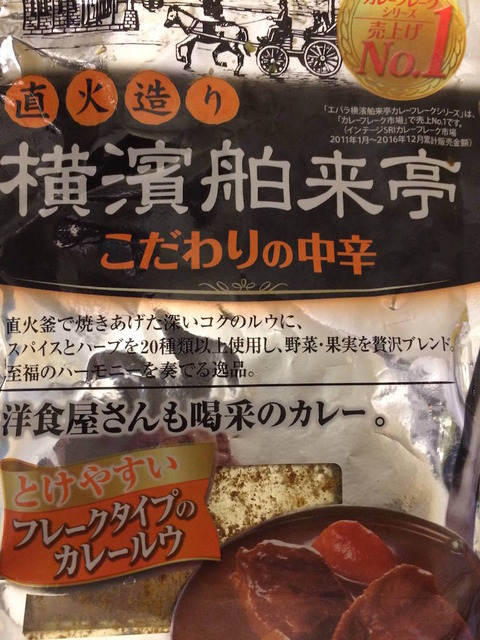 カレーフレーク
シリーズ
売上げ
No.1
「エバラ横濱舶来亭カレーフレークシリーズ」は、
「カレーフレーク市場」で売上No.1です。
(インテージSRIカレーフレーク市場
2011年1月～2016年12月累計販売金額)
直火造り
横濱舶来亭
こだわりの中辛
直火釜で焼きあげた深いコクのルウに、
スパイスとハーブを20種類以上使用し、野菜・果実を贅沢ブレンド。
至福のハーモニーを奏でる逸品。
洋食屋さんも喝采のカレー。
とけやすい
フレークタイプの
カレールウ